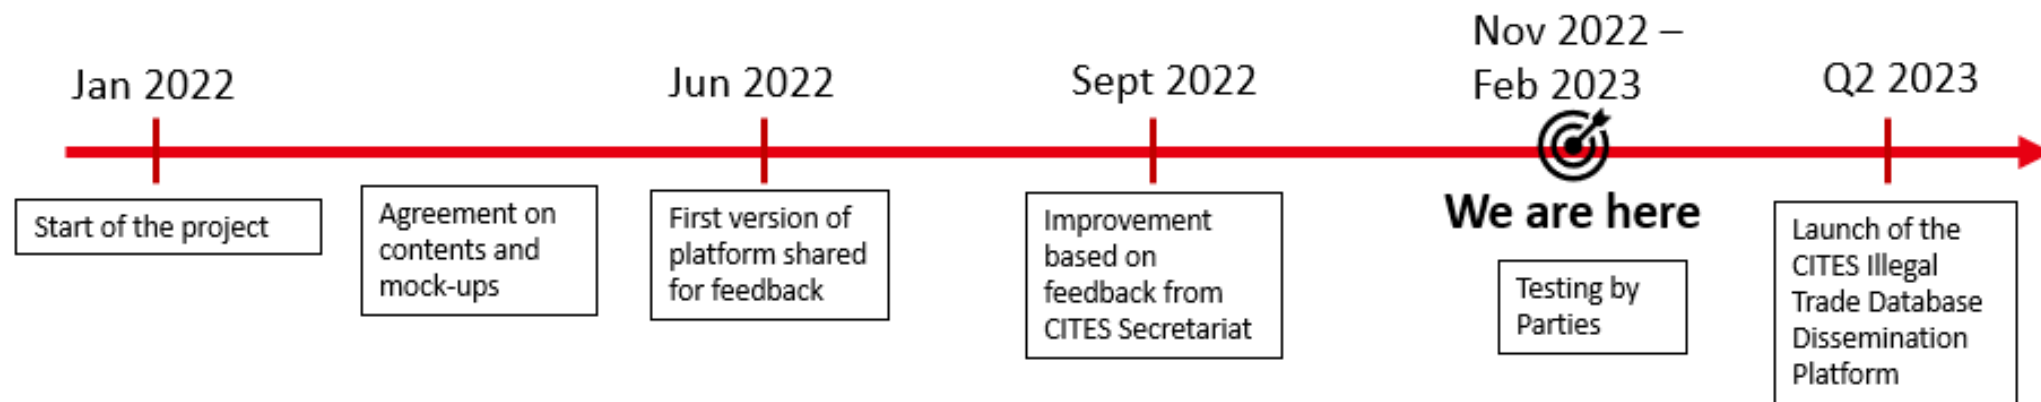 Jan 2022
Jun 2022
Sept 2022
Nov 2022 –
Feb 2023
Q2 2023
We are here
Start of the project
Agreement on
contents and
mock-ups
First version of
platform shared
for feedback
Improvement
based on
feedback from
CITES Secretariat
Testing by
Parties
Launch of the
CITES Illegal
Trade Database
Dissemination
Platform